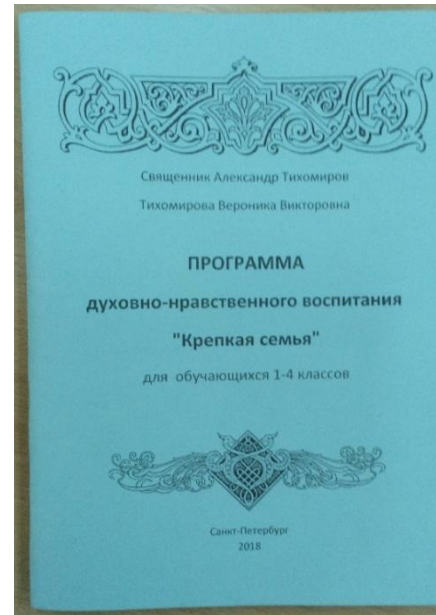 Священник Александр Тихомиров
Тихомирова Вероника Викторовна
ПРОГРАММА
духовно-нравственного воспитания
"Крепкая семья"
для обучающихся 1-4 классов
Санкт-Петербург
2018